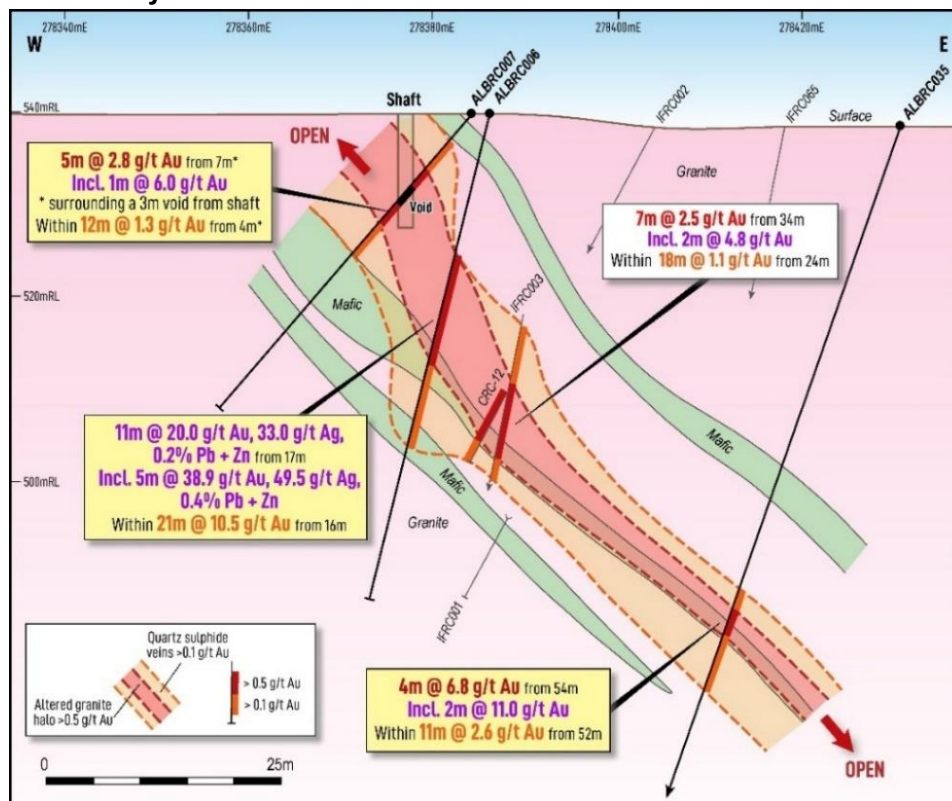 278340mE
278360mE
278380mE
278400mE
278420mE
W
E
ALBRC007
ALBRC006
ALBRC035
Shaft
IFRC002
IFRC065
Surface
540mRL
OPEN
Granite
5m @ 2.8 g/t Au from 7m*
Incl. 1m @ 6.0 g/t Au
* surrounding a 3m void from shaft
Within 12m @ 1.3 g/t Au from 4m*
Void
7m @ 2.5 g/t Au from 34m
Incl. 2m @ 4.8 g/t Au
Within 18m @ 1.1 g/t Au from 24m
520mRL
Mafic
IFRC003
CRC-12
Mafic
11m @ 20.0 g/t Au, 33.0 g/t Ag,
0.2% Pb + Zn from 17m
Incl. 5m @ 38.9 g/t Au, 49.5 g/t Ag,
0.4% Pb + Zn
Within 21m @ 10.5 g/t Au from 16m
500mRL
Mafic
Granite
IFRC001
Quartz sulphide
veins >0.1 g/t Au
Altered granite
halo >0.5 g/t Au
> 0.5 g/t Au
> 0.1 g/t Au
4m @ 6.8 g/t Au from 54m
Incl. 2m @ 11.0 g/t Au
Within 11m @ 2.6 g/t Au from 52m
OPEN
0
25m